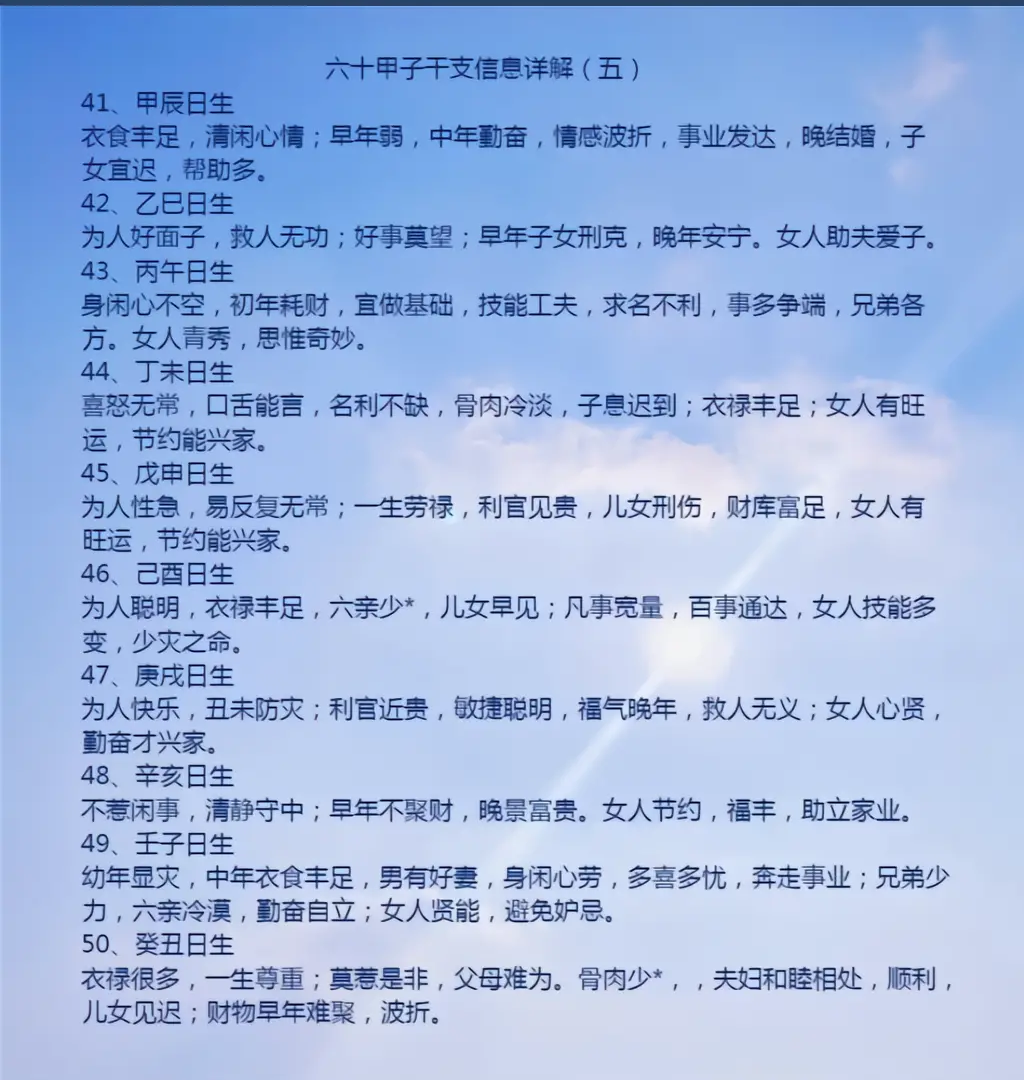 六十甲子干支信息详解（五）
41、甲辰日生
衣食丰足，清闲心情；早年弱，中年勤奋，情感波折，事业发达，晚结婚，子
女宜迟，帮助多。
42、乙巳日生
为人好面子，救人无功；好事莫望；早年子女刑克，晚年安宁。女人助夫爱子。
43、丙午日生
身闲心不空，初年耗财，宜做基础，技能工夫，求名不利，事多争端，兄弟各
方。女人青秀，思惟奇妙。
44、丁未日生
喜怒无常，口舌能言，名利不缺，骨肉冷淡，子息迟到；衣禄丰足；女人有旺
运，节约能兴家。
45、戊申日生
为人性急，易反复无常；一生劳禄，利官见贵，儿女刑伤，财库富足，女人有
旺运，节约能兴家。
46、己酉日生
为人聪明，衣禄丰足，六亲少*，儿女早见；凡事宽量，百事通达，女人技能多
变，少灾之命。
47、庚戌日生
为人快乐，丑未防灾；利官近贵，敏捷聪明，福气晚年，救人无义；女人心贤，
勤奋才兴家。
48、辛亥日生
不惹闲事，清静守中；早年不聚财，晚景富贵。女人节约，福丰，助立家业。
49、壬子日生
幼年显灾，中年衣食丰足，男有好妻，身闲心劳，多喜多忧，奔走事业；兄弟少
力，六亲冷漠，勤奋自立；女人贤能，避免妒忌。
50、癸丑日生
衣禄很多，一生尊重；莫惹是非，父母难为。骨肉少*，，夫妇和睦相处，顺利，
儿女见迟；财物早年难聚，波折。